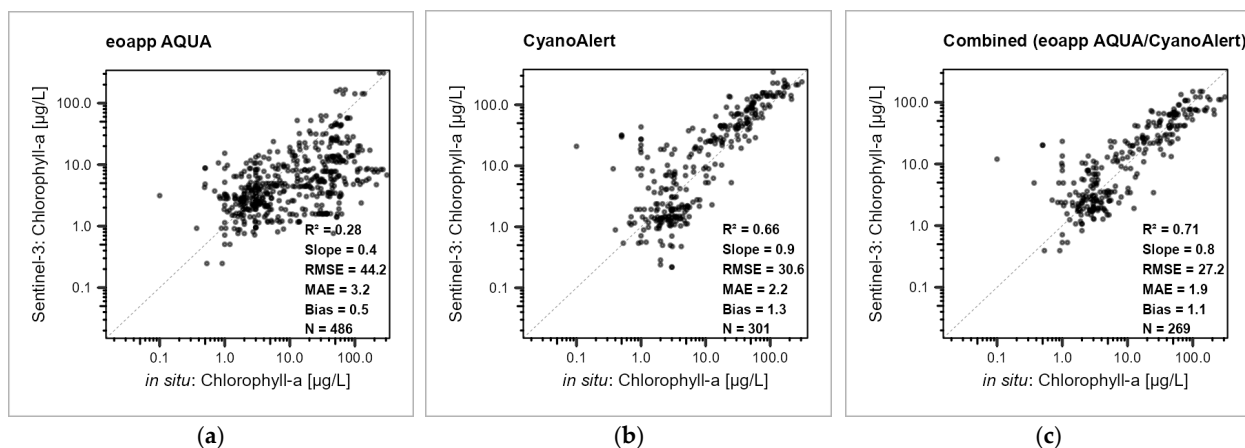 eoapp AQUA
Sentinel-3: Chlorophyll-a [µg/L]
100.0
10.0
1.0
0.1
R² = 0.28
Slope = 0.4
RMSE = 44.2
MAE = 3.2
Bias = 0.5
N = 486
0.1 1.0 10.0 100.0
in situ: Chlorophyll-a [µg/L]
(a)
CyanoAlert
Sentinel-3: Chlorophyll-a [µg/L]
100.0
10.0
1.0
0.1
R² = 0.66
Slope = 0.9
RMSE = 30.6
MAE = 2.2
Bias = 1.3
N = 301
0.1 1.0 10.0 100.0
in situ: Chlorophyll-a [µg/L]
(b)
Combined (eoapp AQUA/CyanoAlert)
Sentinel-3: Chlorophyll-a [µg/L]
100.0
10.0
1.0
0.1
R² = 0.71
Slope = 0.8
RMSE = 27.2
MAE = 1.9
Bias = 1.1
N = 269
0.1 1.0 10.0 100.0
in situ: Chlorophyll-a [µg/L]
(c)